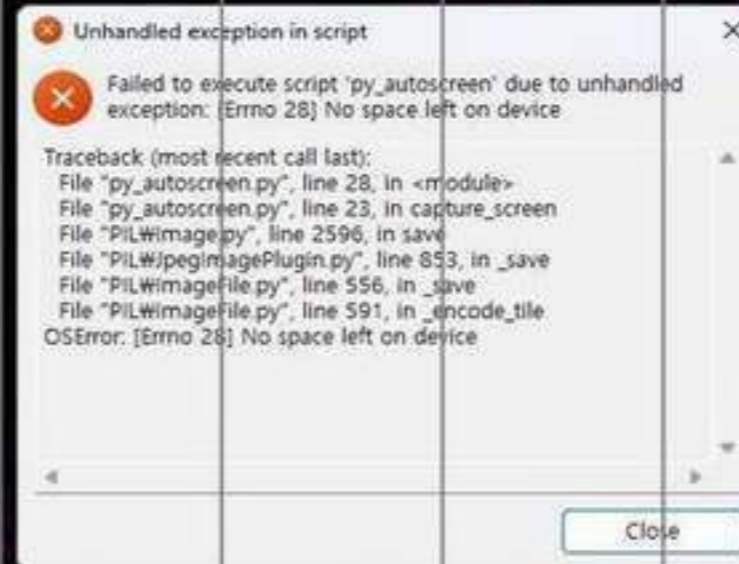 Unhandled exception in script
Failed to execute script 'py_autoscreen' due to unhandled
exception: [Errno 28] No space left on device
Traceback (most recent call last):
File "py_autoscreen.py", line 28, in <module>
File "py_autoscreen.py", line 23, in capture_screen
File "PIL₩Image.py", line 2596, in save
File "PIL₩JpegImagePlugin.py", line 853, in _save
File "PIL₩ImageFile.py", line 556, in _save
File "PIL₩ImageFile.py", line 591, in _encode_tile
OSError: [Errno 28] No space left on device
Close